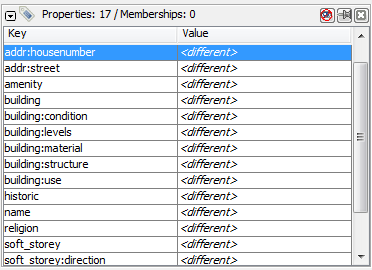 Properties: 17 / Memberships: 0
Key Value
addr:housenumber <different>
addr:street <different>
amenity <different>
building <different>
building:condition <different>
building:levels <different>
building:material <different>
building:structure <different>
building:use <different>
historic <different>
name <different>
religion <different>
soft_storey <different>
soft_storey:direction <different>